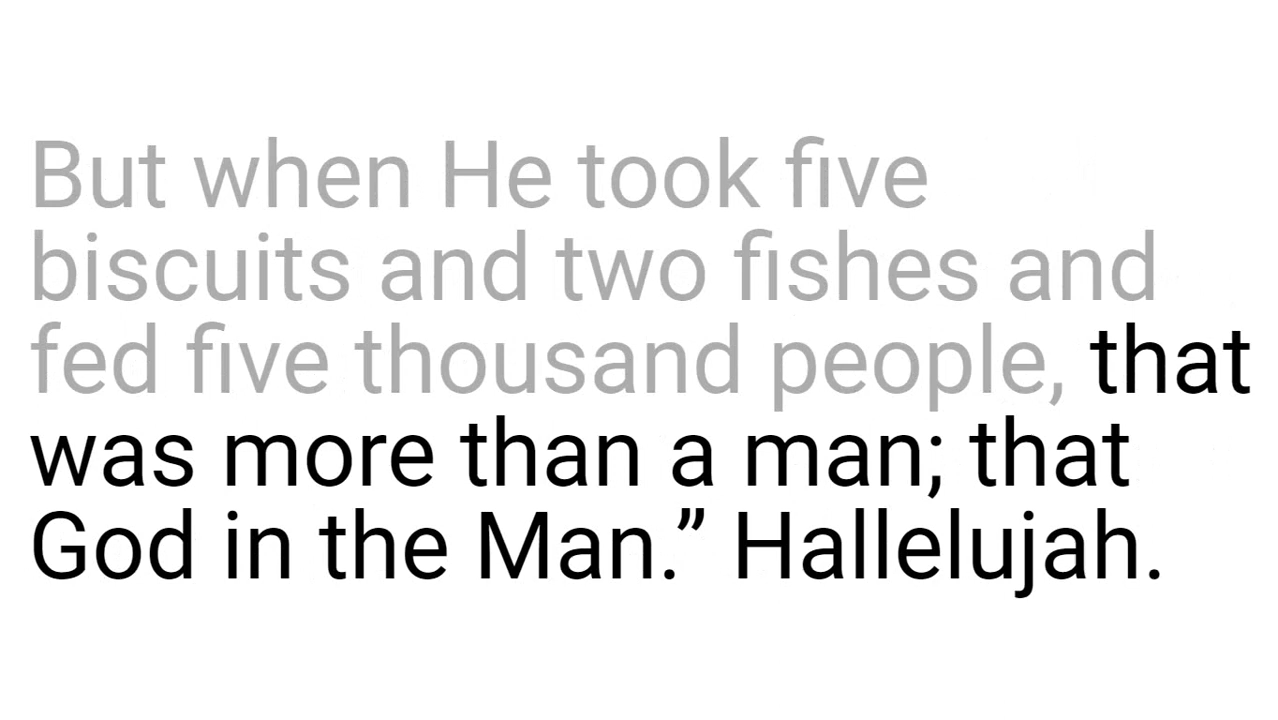 But when He took five
biscuits and two fishes and
fed five thousand people, that
was more than a man; that
God in the Man.” Hallelujah.